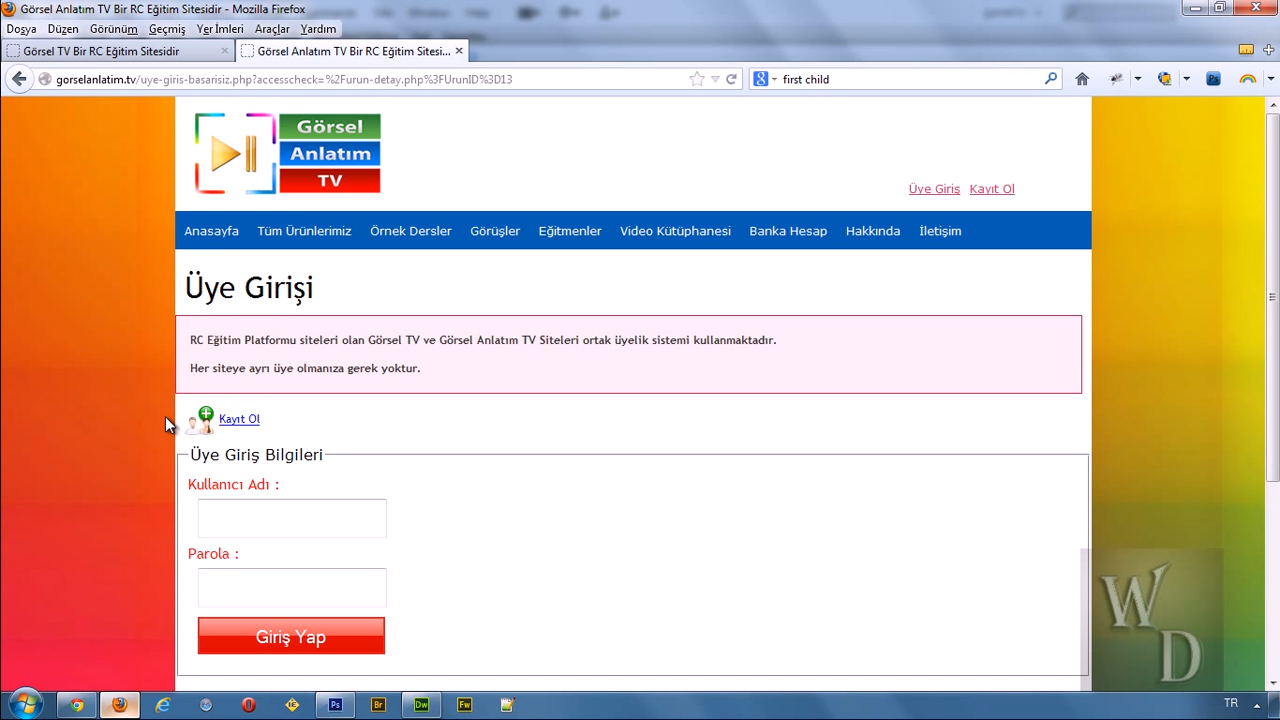 Görsel Anlatım TV Bir RC Eğitim Sitesidir - Mozilla Firefox
Dosya Düzen Görünüm Geçmiş Yer İmleri Araçlar Yardım
Görsel TV Bir RC Eğitim Sitesidir
Görsel Anlatım TV Bir RC Eğitim Sitesi...
gorselanlatim.tv/uye-giris-basarisiz.php?accesscheck=%2Furun-detay.php%3FUrunID%3D13
first child
Görsel
Anlatım
TV
Üye Giriş Kayıt Ol
Anasayfa Tüm Ürünlerimiz Örnek Dersler Görüşler Eğitmenler Video Kütüphanesi Banka Hesap Hakkında İletişim
Üye Girişi
RC Eğitim Platformu siteleri olan Görsel TV ve Görsel Anlatım TV Siteleri ortak üyelik sistemi kullanmaktadır.
Her siteye ayrı üye olmanıza gerek yoktur.
Kayıt Ol
Üye Giriş Bilgileri
Kullanıcı Adı :
Parola :
Giriş Yap
W
D
Ps
Br
Dw
Fw
TR